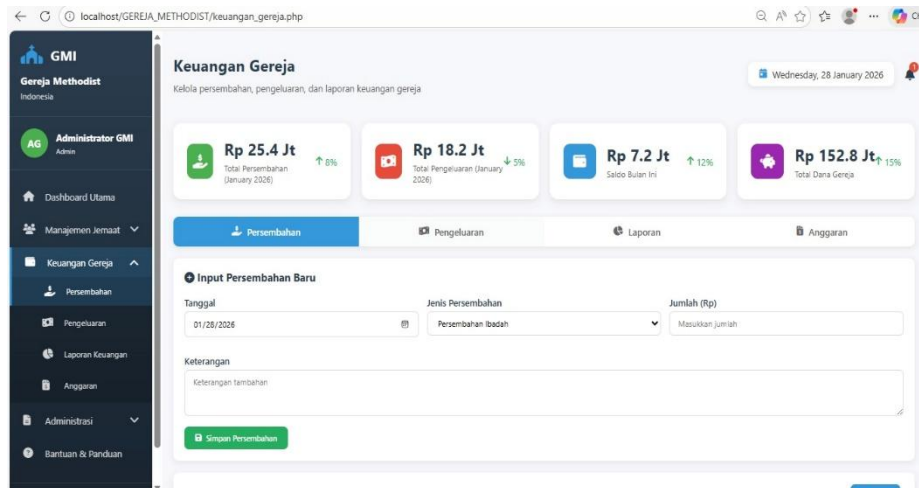 localhost/GEREJA_METHODIST/keuangan_gereja.php
GMI
Gereja Methodist
Indonesia
AG
Administrator GMI
Admin
Dashboard Utama
Manajemen Jemaat
Keuangan Gereja
Persembahan
Pengeluaran
Laporan Keuangan
Anggaran
Administrasi
Bantuan & Panduan
Keuangan Gereja
Kelola persembahan, pengeluaran, dan laporan keuangan gereja
Wednesday, 28 January 2026
1
Rp 25.4 Jt
8%
Total Persembahan
(January 2026)
Rp 18.2 Jt
5%
Total Pengeluaran (January
2026)
Rp 7.2 Jt
12%
Saldo Bulan Ini
Rp 152.8 Jt
15%
Total Dana Gereja
Persembahan
Pengeluaran
Laporan
Anggaran
Input Persembahan Baru
Tanggal
01/28/2026
Jenis Persembahan
Persembahan Ibadah
Jumlah (Rp)
Masukkan jumlah
Keterangan
Keterangan tambahan
Simpan Persembahan